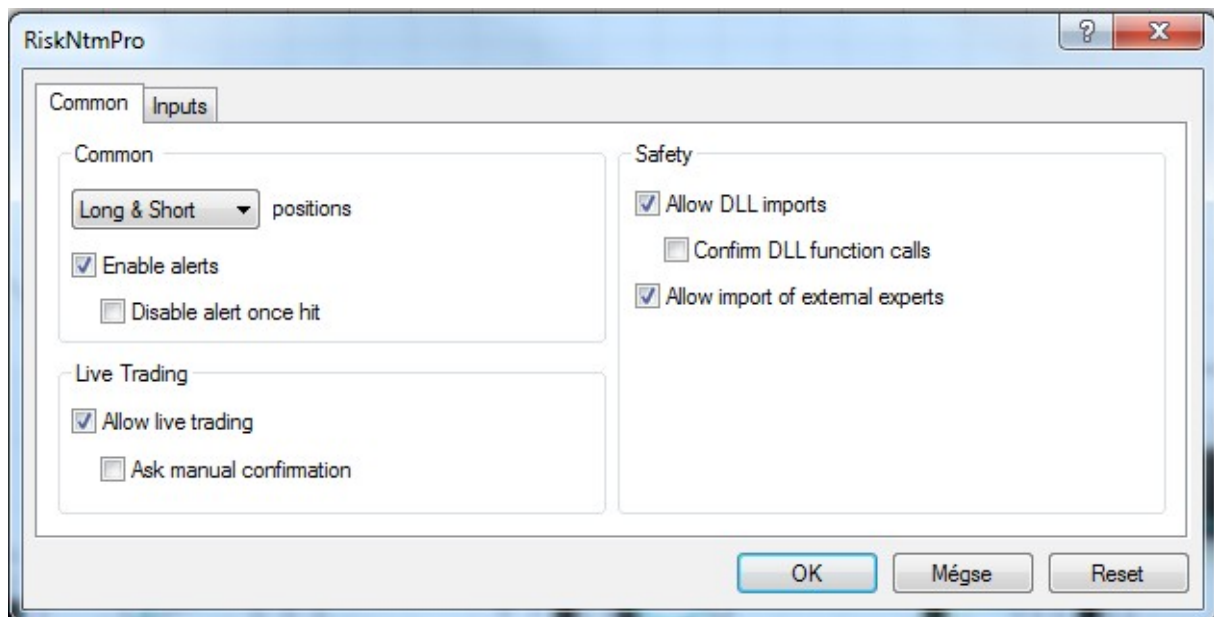 RiskNtmPro
Common
Inputs
Common
Long & Short positions
Enable alerts
Disable alert once hit
Live Trading
Allow live trading
Ask manual confirmation
Safety
Allow DLL imports
Confirm DLL function calls
Allow import of external experts
OK
Mégse
Reset